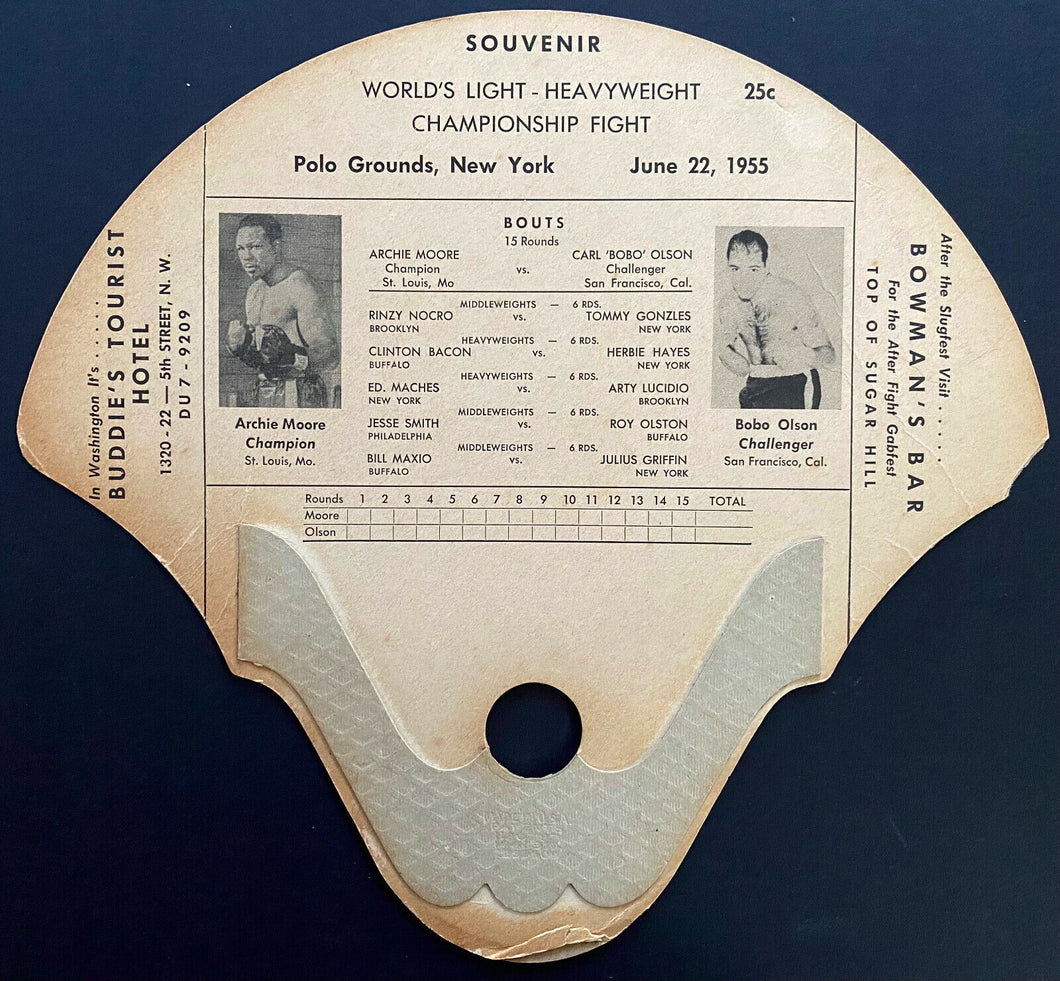 SOUVENIR
WORLD'S LIGHT - HEAVYWEIGHT 25c
CHAMPIONSHIP FIGHT
Polo Grounds, New York June 22, 1955
In Washington It's . . . . . .
BUDDIE'S TOURIST
HOTEL
1320 - 22 — 5th STREET, N. W.
DU 7 - 9209
Archie Moore
Champion
St. Louis, Mo.
BOUTS
15 Rounds
ARCHIE MOORE CARL 'BOBO' OLSON
Champion vs. Challenger
St. Louis, Mo San Francisco, Cal.
MIDDLEWEIGHTS — 6 RDS.
RINZY NOCRO TOMMY GONZLES
BROOKLYN NEW YORK
HEAVYWEIGHTS — 6 RDS.
CLINTON BACON vs. HERBIE HAYES
BUFFALO NEW YORK
HEAVYWEIGHTS — 6 RDS.
ED. MACHES vs. ARTY LUCIDIO
NEW YORK BROOKLYN
MIDDLEWEIGHTS — 6 RDS.
JESSE SMITH vs. ROY OLSTON
PHILADELPHIA BUFFALO
MIDDLEWEIGHTS — 6 RDS.
BILL MAXIO vs. JULIUS GRIFFIN
BUFFALO NEW YORK
Bobo Olson
Challenger
San Francisco, Cal.
After the Slugfest Visit . . . . . .
BOWMAN'S BAR
For the After Fight Gabfest
TOP OF SUGAR HILL
Rounds 1 2 3 4 5 6 7 8 9 10 11 12 13 14 15 TOTAL
Moore
Olson